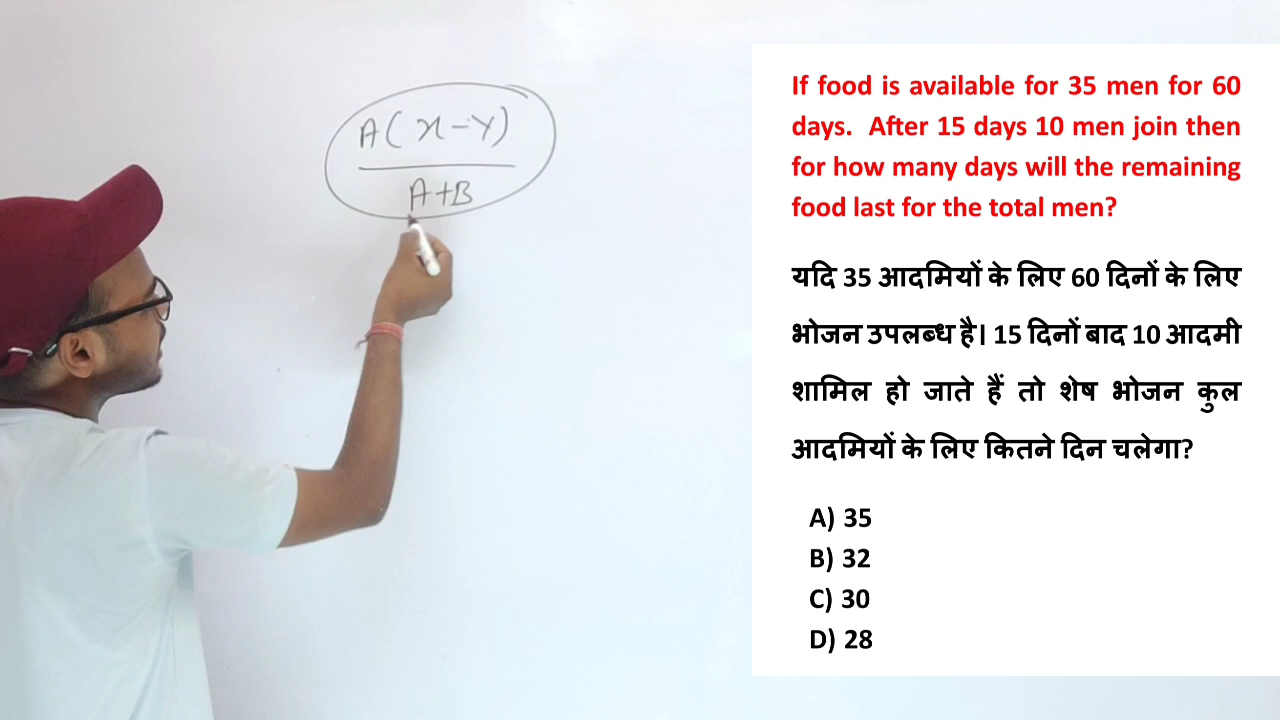 A(x-y)
A+B
If food is available for 35 men for 60
days. After 15 days 10 men join then
for how many days will the remaining
food last for the total men?
यदि 35 आदमियों के लिए 60 दिनों के लिए
भोजन उपलब्ध है। 15 दिनों बाद 10 आदमी
शामिल हो जाते हैं तो शेष भोजन कुल
आदमियों के लिए कितने दिन चलेगा?
A) 35
B) 32
C) 30
D) 28